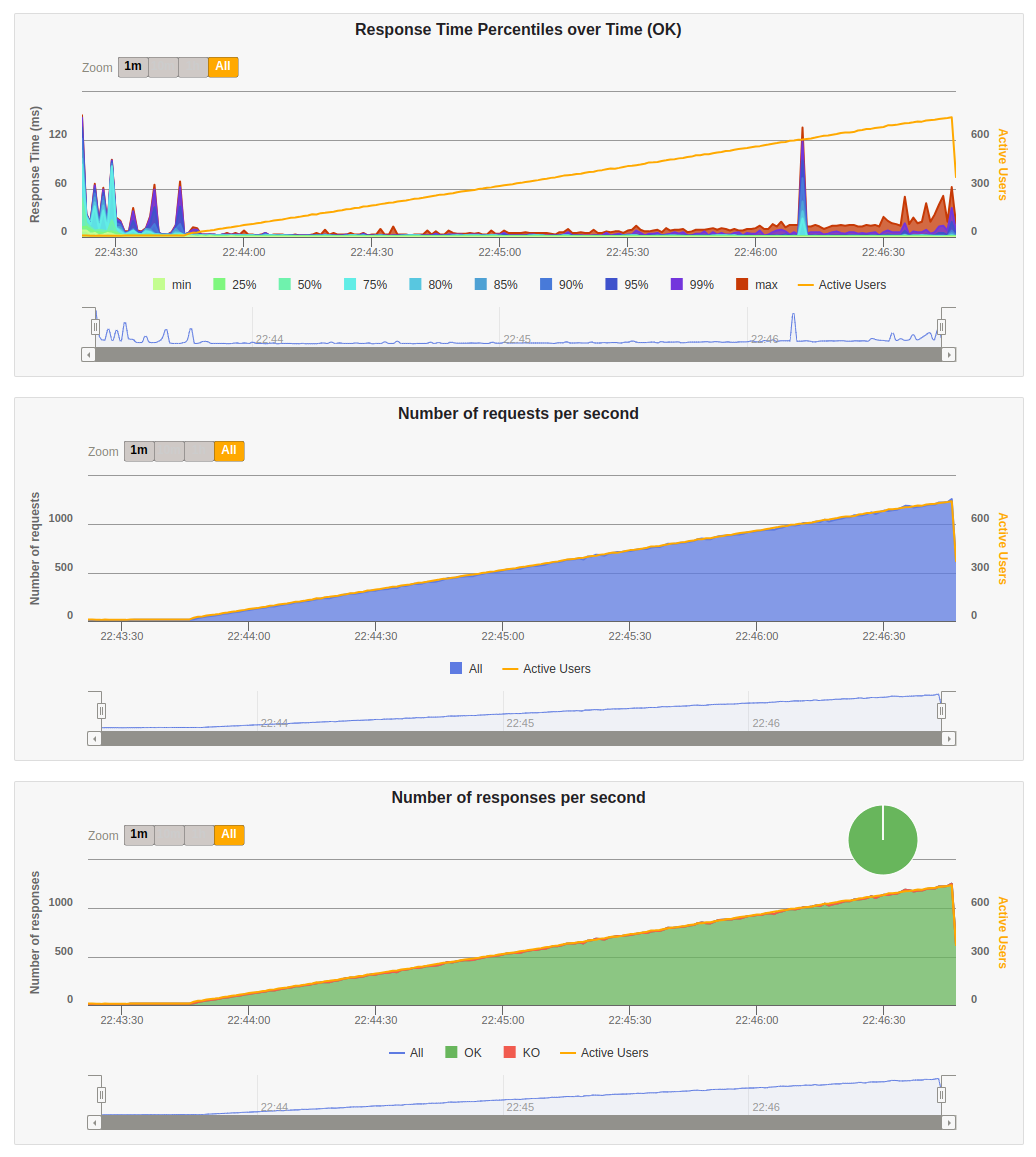 Response Time Percentiles over Time (OK)
Zoom 1m All
Response Time (ms)
120
60
0
600
300
0
Active Users
22:43:30 22:44:00 22:44:30 22:45:00 22:45:30 22:46:00 22:46:30
min 25% 50% 75% 80% 85% 90% 95% 99% max Active Users
22:44 22:45 22:46
Number of requests per second
Zoom 1m All
Number of requests
1000
500
0
600
300
0
Active Users
22:43:30 22:44:00 22:44:30 22:45:00 22:45:30 22:46:00 22:46:30
All Active Users
22:44 22:45 22:46
Number of responses per second
Zoom 1m All
Number of responses
1000
500
0
600
300
0
Active Users
22:43:30 22:44:00 22:44:30 22:45:00 22:45:30 22:46:00 22:46:30
All OK KO Active Users
22:44 22:45 22:46